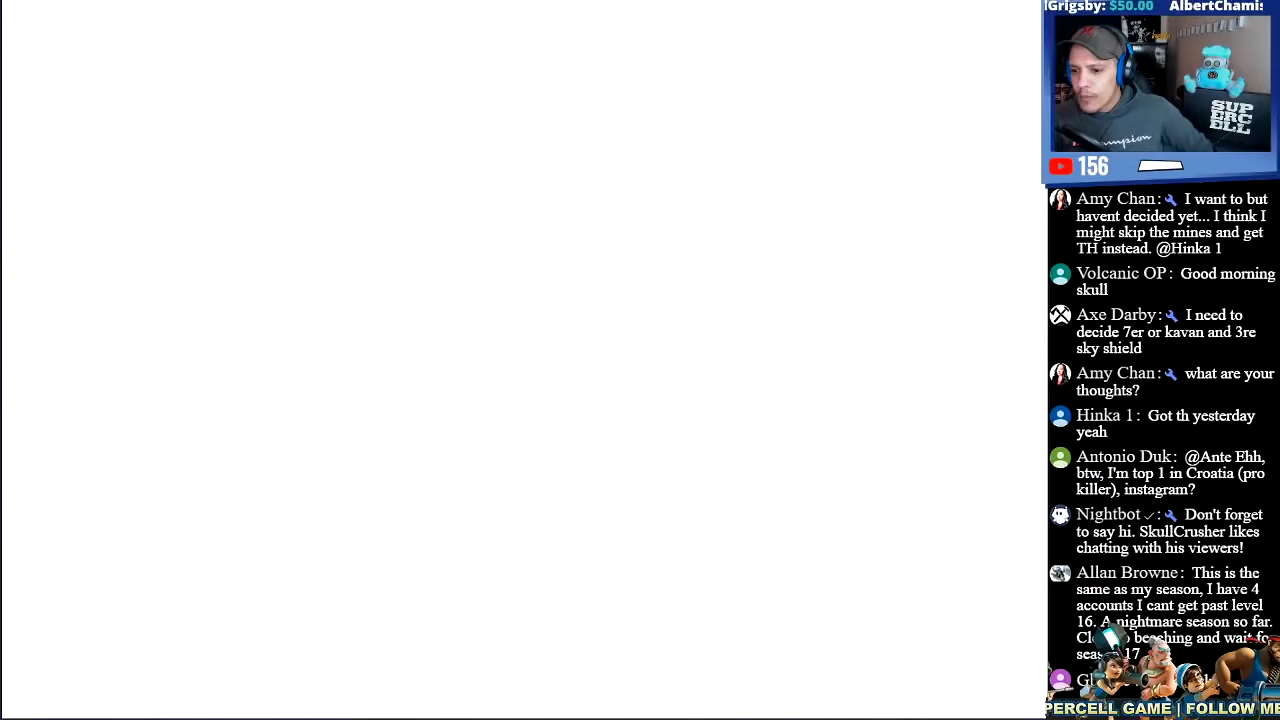 Grigsby: $50.00 AlbertChami
SUP
ERC
ELL
156
Amy Chan: I want to but
havent decided yet... I think I
might skip the mines and get
TH instead. @Hinka 1
Volcanic OP: Good morning
skull
Axe Darby: I need to
decide 7er or kavan and 3re
sky shield
Amy Chan: what are your
thoughts?
Hinka 1: Got th yesterday
yeah
Antonio Duk: @Ante Ehh,
btw, I'm top 1 in Croatia (pro
killer), instagram?
Nightbot ✓: Don't forget
to say hi. SkullCrusher likes
chatting with his viewers!
Allan Browne: This is the
same as my season, I have 4
accounts I cant get past level
16. A nightmare season so far.
and wait
17
PERCELL GAME | FOLLOW ME